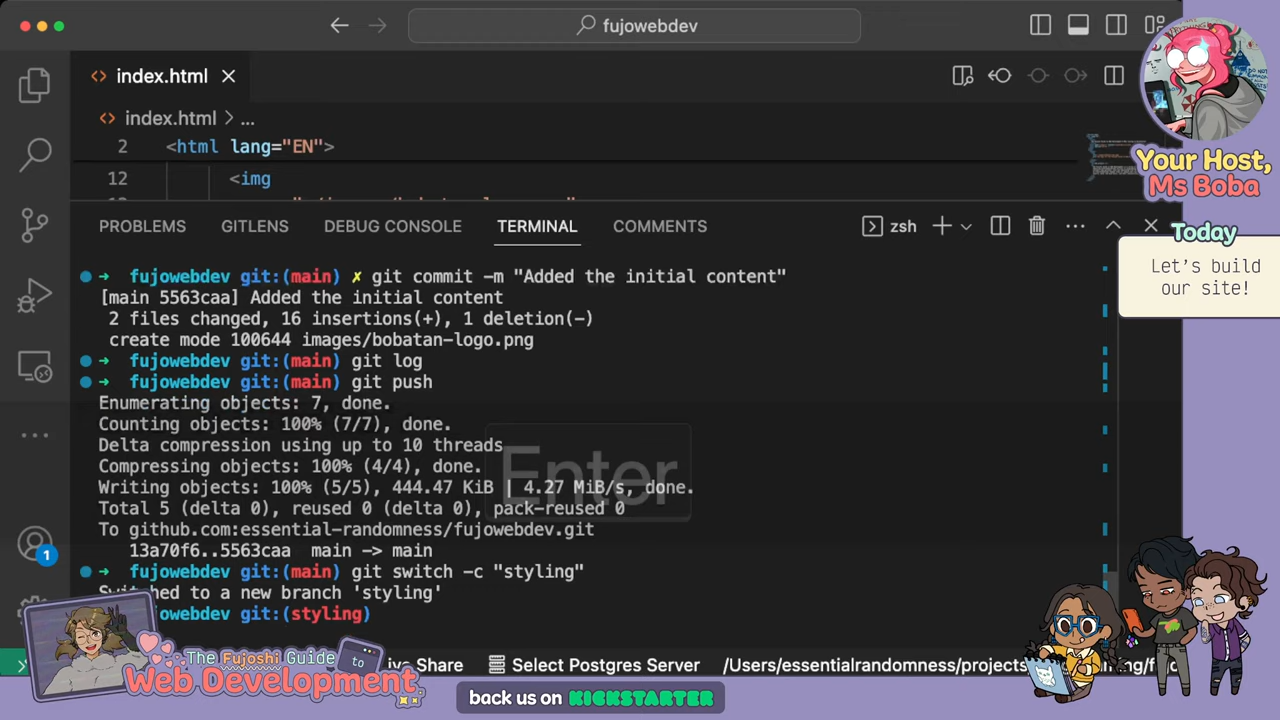 fujowebdev
index.html
index.html > ...
2 <html lang="EN">
12 <img
PROBLEMS GITLENS DEBUG CONSOLE TERMINAL COMMENTS zsh
fujowebdev git:(main) ✗ git commit -m "Added the initial content"
[main 5563caa] Added the initial content
2 files changed, 16 insertions(+), 1 deletion(-)
create mode 100644 images/bobatan-logo.png
fujowebdev git:(main) git log
fujowebdev git:(main) git push
Enumerating objects: 7, done.
Counting objects: 100% (7/7), done.
Delta compression using up to 10 threads
Compressing objects: 100% (4/4), done.
Writing objects: 100% (5/5), 444.47 KiB | 4.27 MiB/s, done.
Total 5 (delta 0), reused 0 (delta 0), pack-reused 0
To github.com:essential-randomness/fujowebdev.git
13a70f6..5563caa main -> main
fujowebdev git:(main) git switch -c "styling"
Switched to a new branch 'styling'
jowebdev git:(styling)
Enter
1
Share
Select Postgres Server
/Users/essentialrandomness/projects
Your Host,
Ms Boba
Today
Let's build
our site!
The Fujoshi Guide
to
Web Development
back us on KICKSTARTER